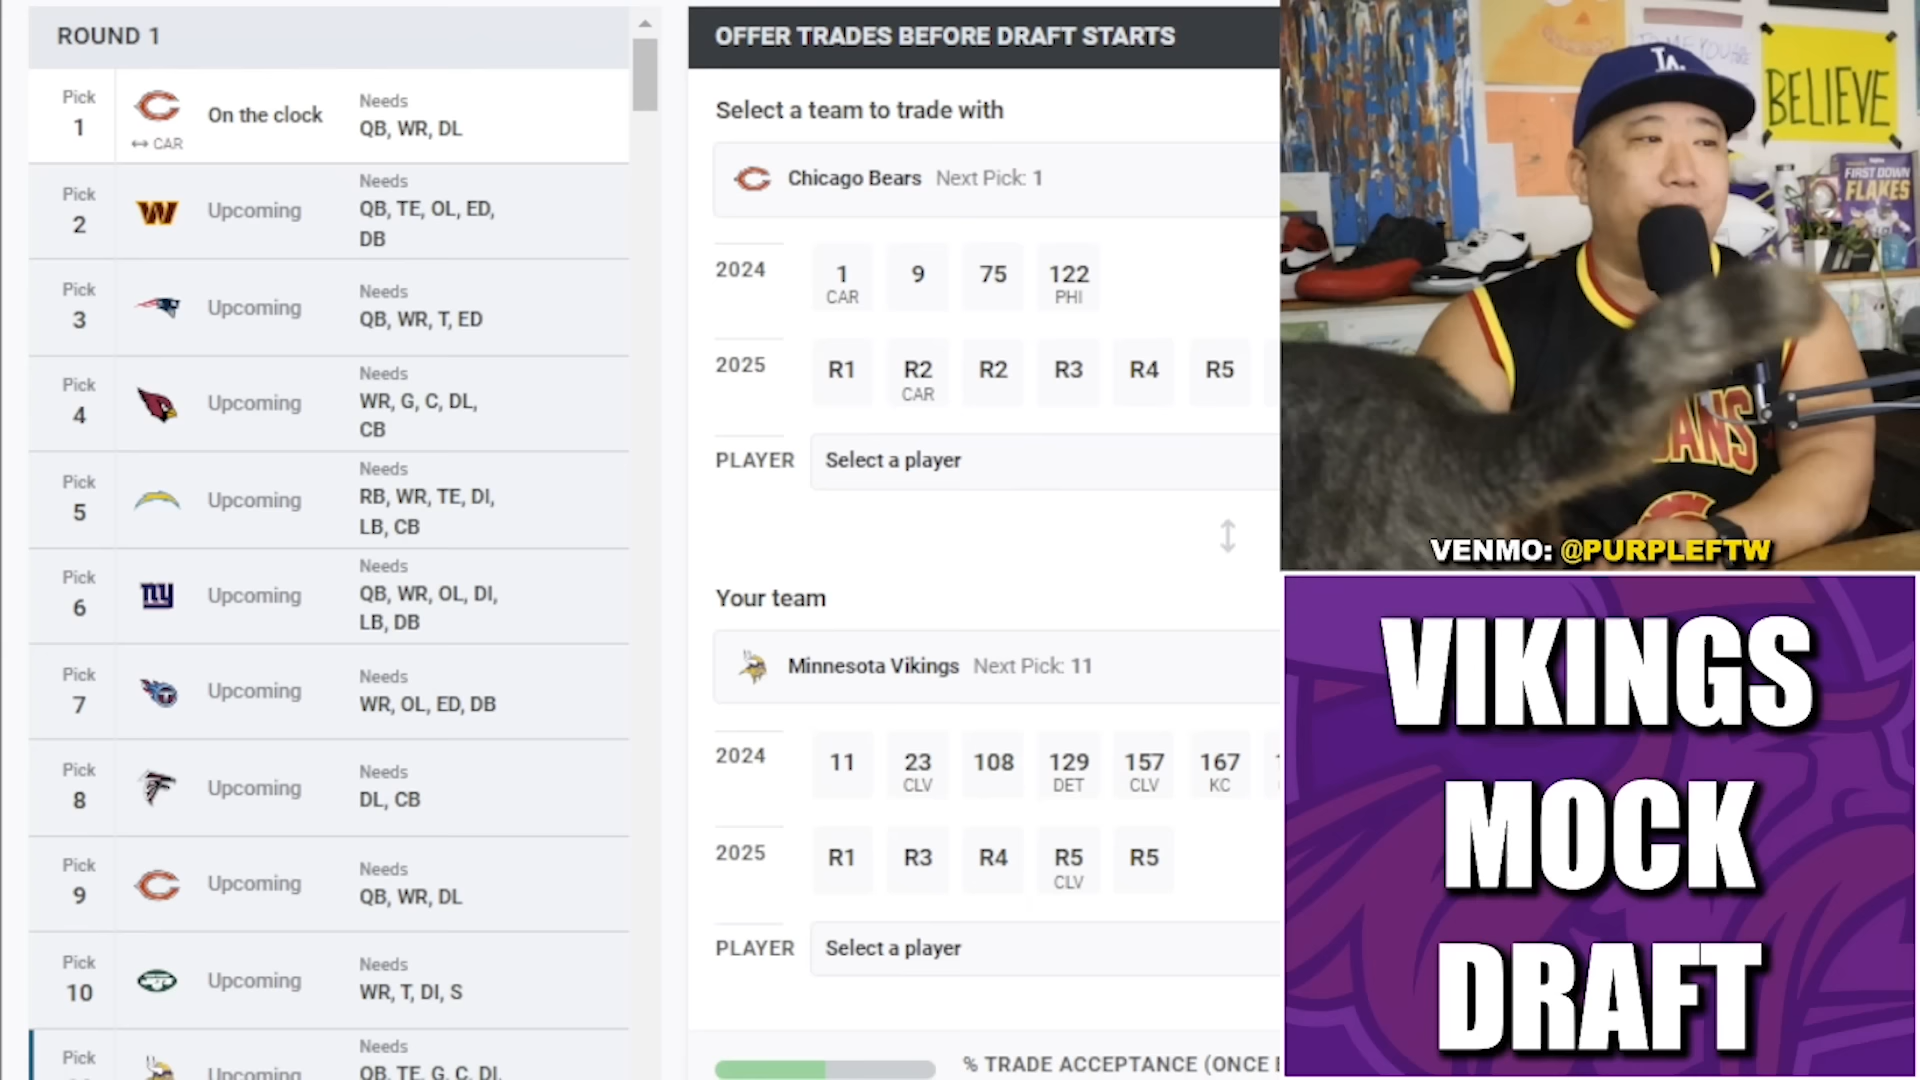 ROUND 1
Pick
1
↔ CAR
On the clock
Needs
QB, WR, DL
Pick
2
W
Upcoming
Needs
QB, TE, OL, ED,
DB
Pick
3
Upcoming
Needs
QB, WR, T, ED
Pick
4
Upcoming
Needs
WR, G, C, DL,
CB
Pick
5
Upcoming
Needs
RB, WR, TE, DI,
LB, CB
Pick
6
ny
Upcoming
Needs
QB, WR, OL, DI,
LB, DB
Pick
7
Upcoming
Needs
WR, OL, ED, DB
Pick
8
Upcoming
Needs
DL, CB
Pick
9
Upcoming
Needs
QB, WR, DL
Pick
10
Upcoming
Needs
WR, T, DI, S
Pick
Upcoming
Needs
QB, TE, G, C, DI,
OFFER TRADES BEFORE DRAFT STARTS
Select a team to trade with
Chicago Bears Next Pick: 1
2024
1
CAR
9
75
122
PHI
2025
R1
R2
CAR
R2
R3
R4
R5
PLAYER
Select a player
Your team
Minnesota Vikings Next Pick: 11
2024
11
23
CLV
108
129
DET
157
CLV
167
KC
2025
R1
R3
R4
R5
CLV
R5
PLAYER
Select a player
% TRADE ACCEPTANCE (ONCE
LA
BELIEVE
FIRST DOWN
FLAKES
ANS
VENMO: @PURPLEFTW
VIKINGS
MOCK
DRAFT